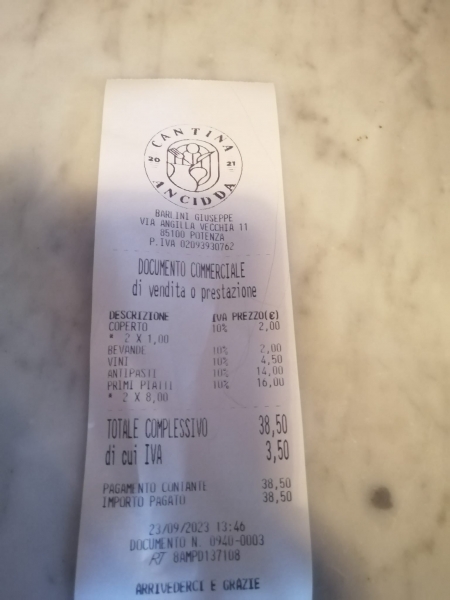 CANTINA
20 21
ANCIDDA
BARLINI GIUSEPPE
VIA ANGILLA VECCHIA 11
85100 POTENZA
P.IVA 02093930762
DOCUMENTO COMMERCIALE
di vendita o prestazione
DESCRIZIONE IVA PREZZO(€)
COPERTO 10% 2,00
* 2 X 1,00
BEVANDE 10% 2,00
VINI 10% 4,50
ANTIPASTI 10% 14,00
PRIMI PIATTI 10% 16,00
* 2 X 8,00
TOTALE COMPLESSIVO 38,50
di cui IVA 3,50
PAGAMENTO CONTANTE 38,50
IMPORTO PAGATO 38,50
23/09/2023 13:46
DOCUMENTO N. 0940-0003
RT 8AMPD137108
ARRIVEDERCI E GRAZIE